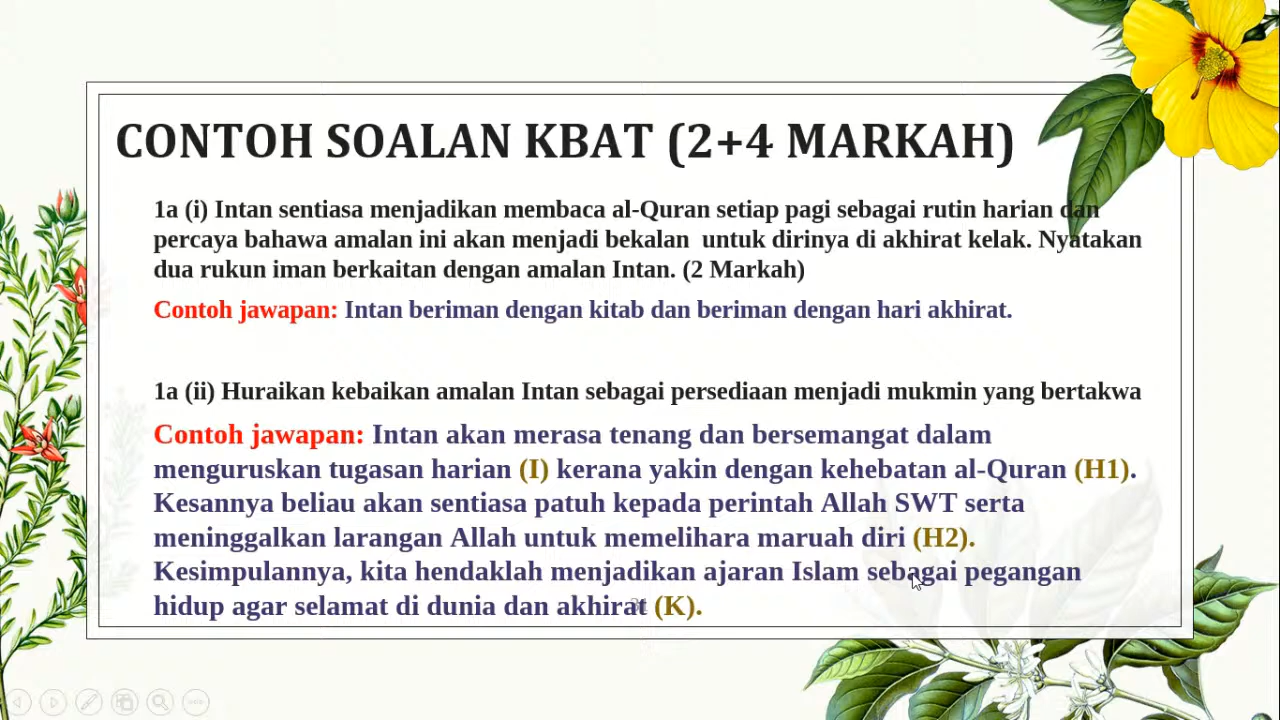 CONTOH SOALAN KBAT (2+4 MARKAH)
1a (i) Intan sentiasa menjadikan membaca al-Quran setiap pagi sebagai rutin harian dan
percaya bahawa amalan ini akan menjadi bekalan untuk dirinya di akhirat kelak. Nyatakan
dua rukun iman berkaitan dengan amalan Intan. (2 Markah)
Contoh jawapan: Intan beriman dengan kitab dan beriman dengan hari akhirat.
1a (ii) Huraikan kebaikan amalan Intan sebagai persediaan menjadi mukmin yang bertakwa
Contoh jawapan: Intan akan merasa tenang dan bersemangat dalam
menguruskan tugasan harian (I) kerana yakin dengan kehebatan al-Quran (H1).
Kesannya beliau akan sentiasa patuh kepada perintah Allah SWT serta
meninggalkan larangan Allah untuk memelihara maruah diri (H2).
Kesimpulannya, kita hendaklah menjadikan ajaran Islam sebagai pegangan
hidup agar selamat di dunia dan akhirat (K).